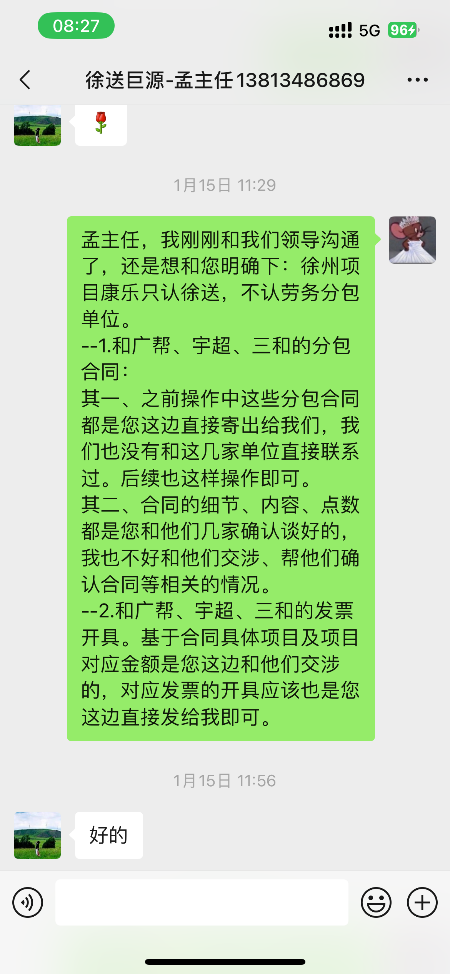 08:27
5G
96
徐送巨源-孟主任13813486869
1月15日 11:29
孟主任，我刚刚和我们领导沟通
了，还是想和您明确下：徐州项
目康乐只认徐送，不认劳务分包
单位。
--1.和广帮、宇超、三和的分包
合同：
其一、之前操作中这些分包合同
都是您这边直接寄出给我们，我
们也没有和这几家单位直接联系
过。后续也这样操作即可。
其二、合同的细节、内容、点数
都是您和他们几家确认谈好的，
我也不好和他们交涉、帮他们确
认合同等相关的情况。
--2.和广帮、宇超、三和的发票
开具。基于合同具体项目及项目
对应金额是您这边和他们交涉
的，对应发票的开具应该也是您
这边直接发给我即可。
1月15日 11:56
好的